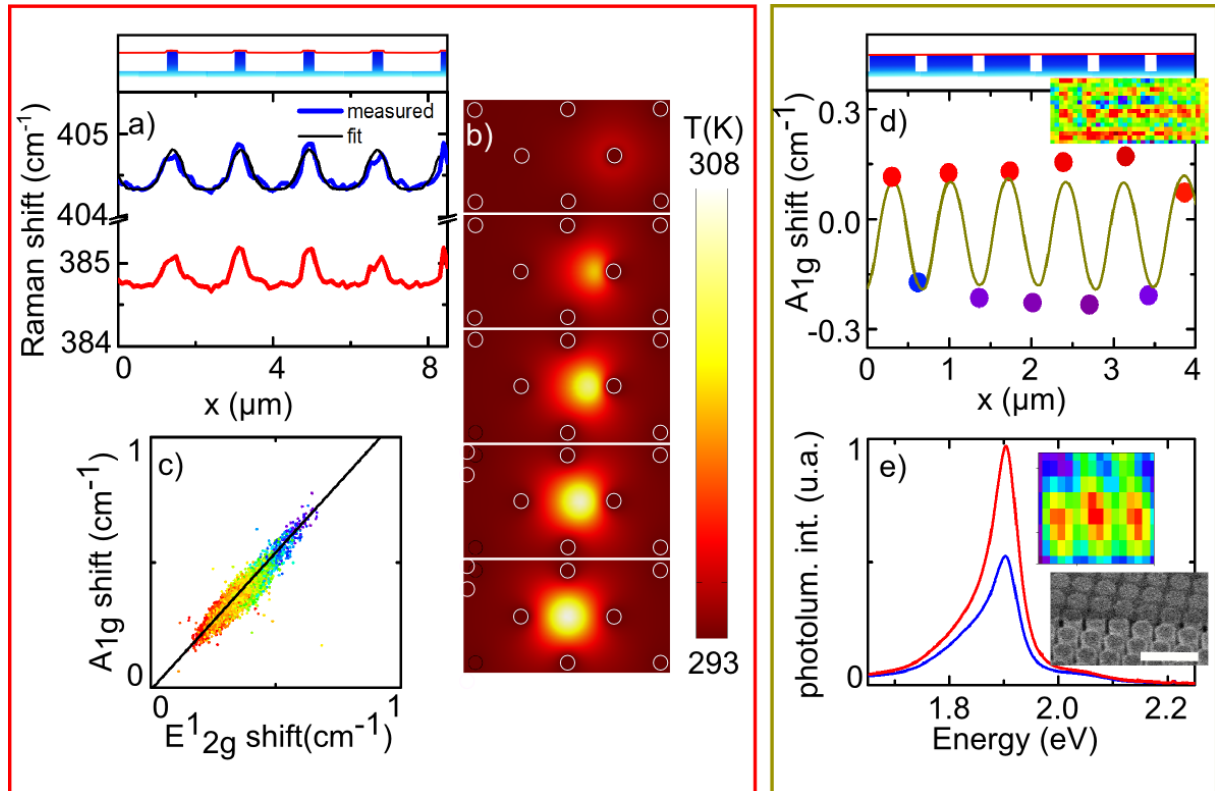 a)
measured
fit
405
404
385
384
Raman shift (cm-1)
0
4
8
x (µm)
b)
T(K)
308
293
c)
1
0
A1g shift (cm-1)
0
1
E12g shift(cm-1)
d)
0.3
0.0
-0.3
A1g shift (cm-1)
0
1
2
3
4
x (µm)
e)
1
0
photolum. int. (u.a.)
1.8
2.0
2.2
Energy (eV)